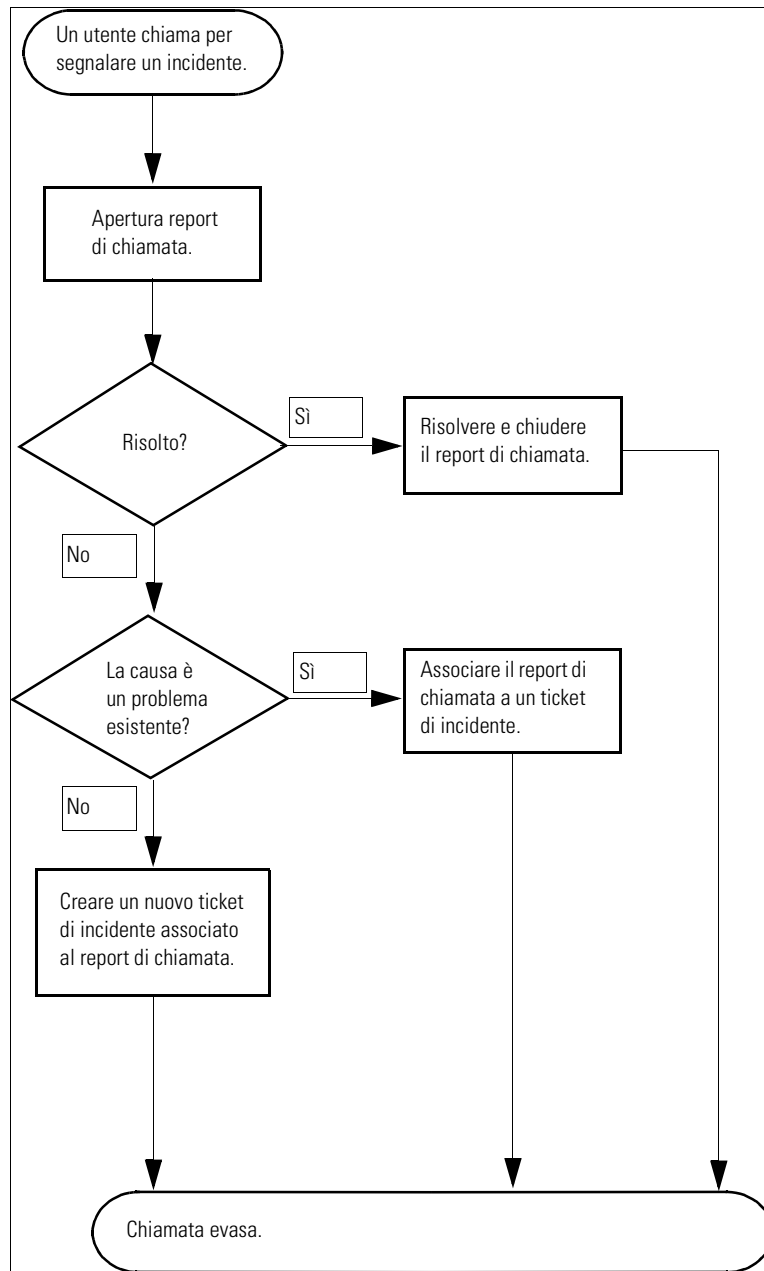 Un utente chiama per
segnalare un incidente.
Apertura report
di chiamata.
Risolto?
Sì
Risolvere e chiudere
il report di chiamata.
No
La causa è
un problema
esistente?
Sì
Associare il report di
chiamata a un ticket
di incidente.
No
Creare un nuovo ticket
di incidente associato
al report di chiamata.
Chiamata evasa.